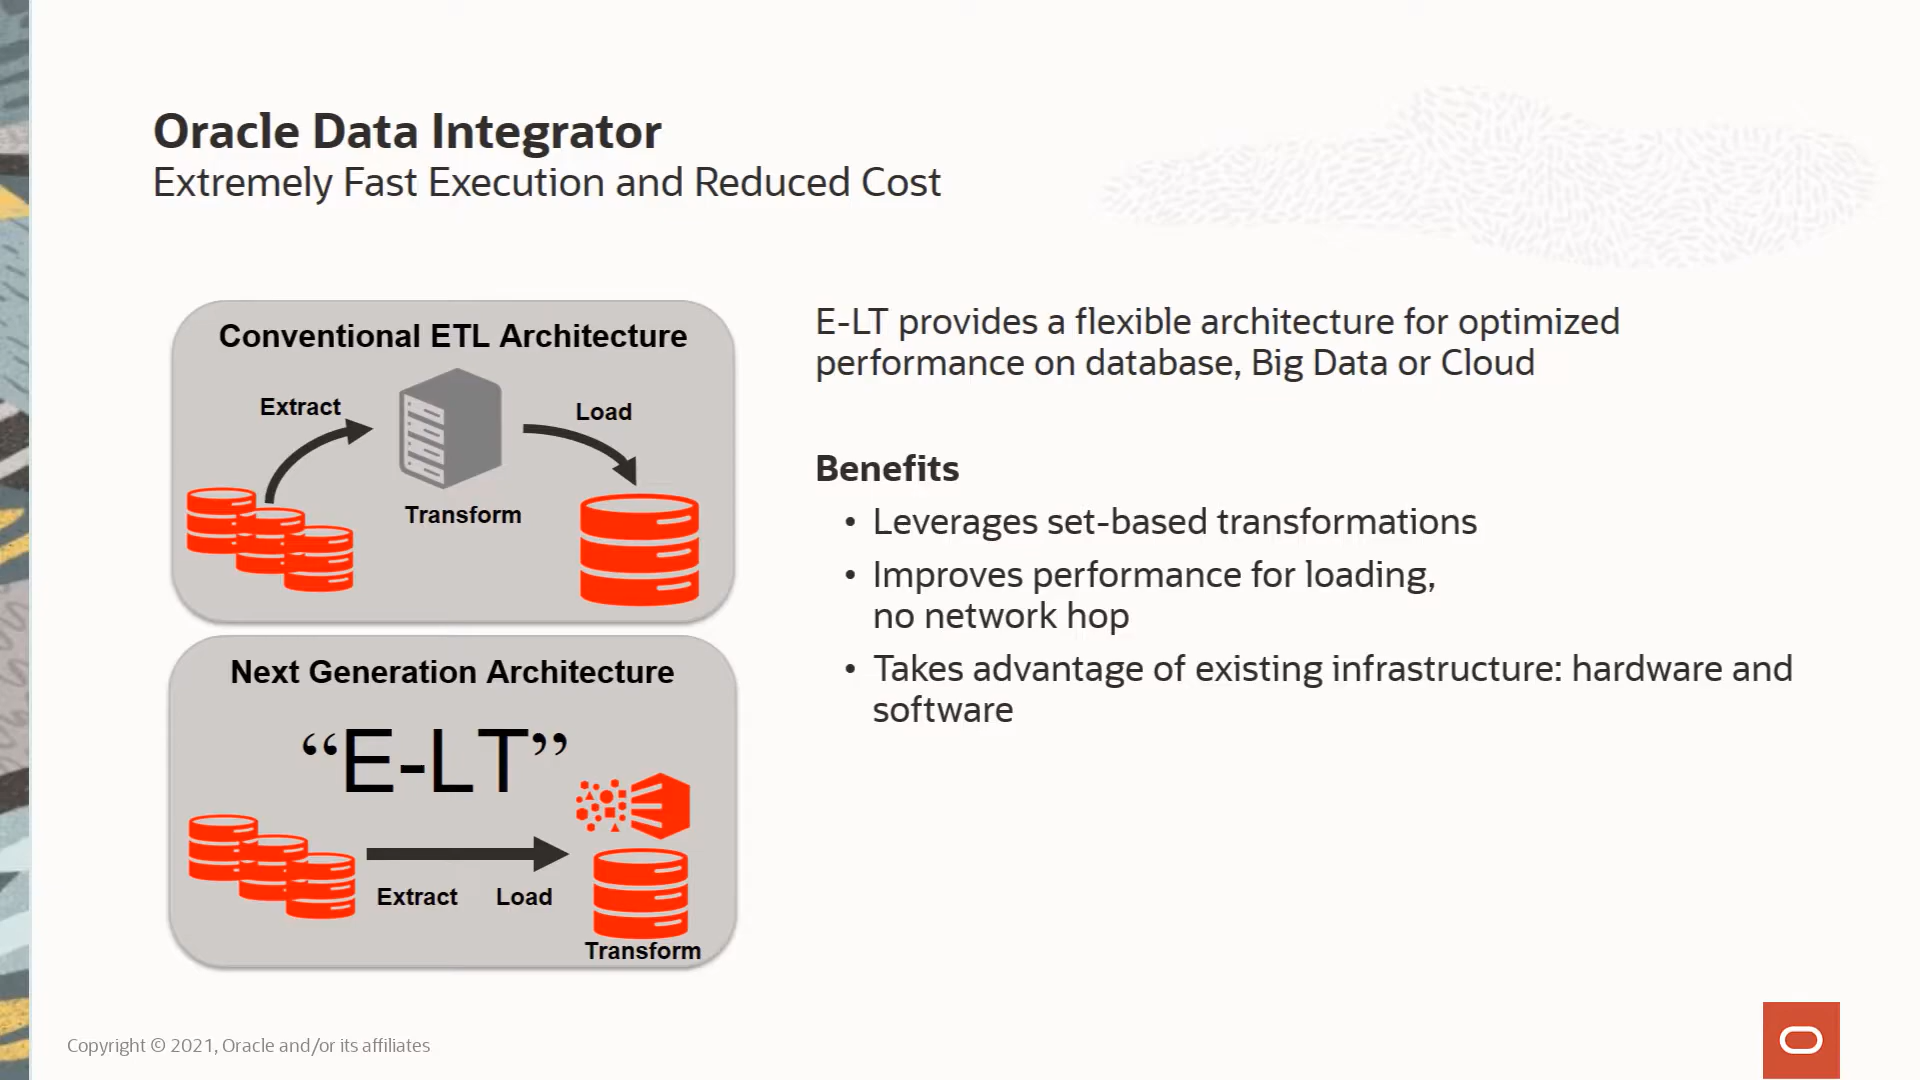 Oracle Data Integrator
Extremely Fast Execution and Reduced Cost
Conventional ETL Architecture
Extract
Load
Transform
Next Generation Architecture
“E-LT”
Extract Load
Transform
E-LT provides a flexible architecture for optimized
performance on database, Big Data or Cloud
Benefits
• Leverages set-based transformations
• Improves performance for loading,
no network hop
• Takes advantage of existing infrastructure: hardware and
software
Copyright © 2021, Oracle and/or its affiliates